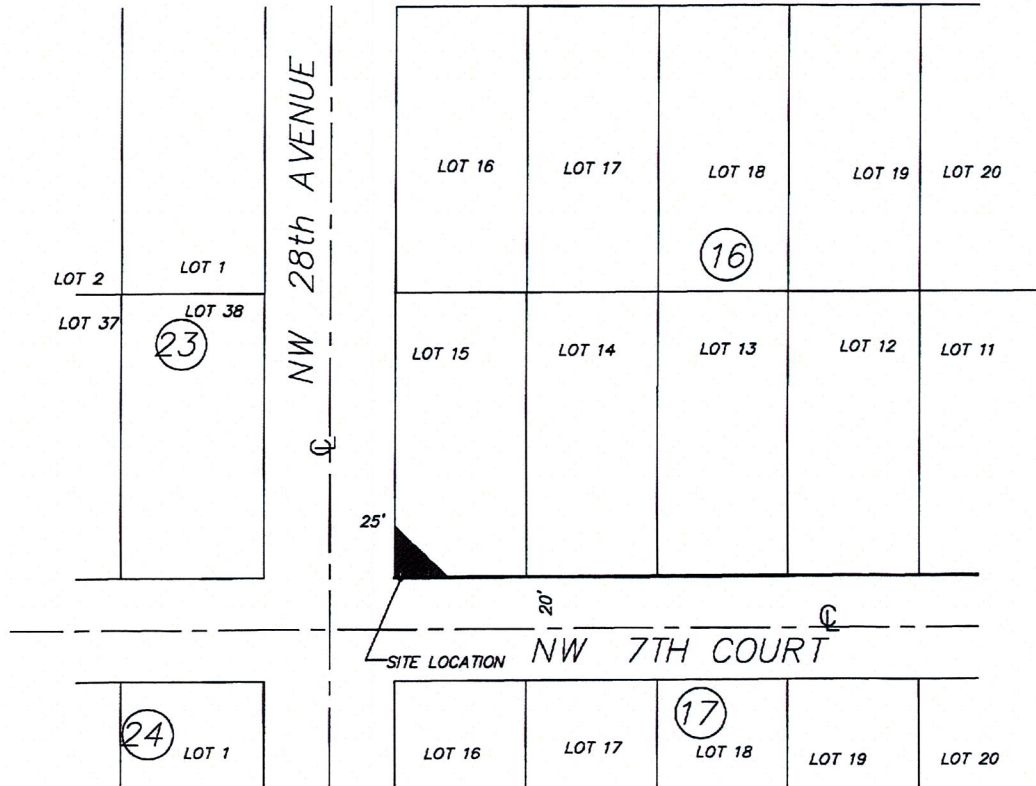 NW 28th AVENUE
LOT 16
LOT 17
LOT 18
LOT 19
LOT 20
16
LOT 2
LOT 1
LOT 37
LOT 38
23
LOT 15
LOT 14
LOT 13
LOT 12
LOT 11
CL
25'
20'
CL
SITE LOCATION
NW 7TH COURT
24
LOT 1
17
LOT 16
LOT 17
LOT 18
LOT 19
LOT 20